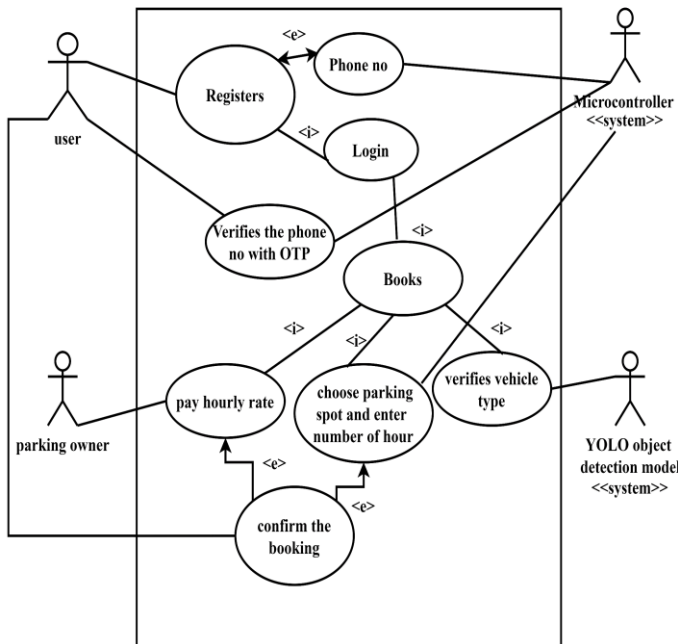 <e>
Phone no
Registers
Microcontroller
<<system>>
user
<i>
Login
Verifies the phone
no with OTP
<i>
Books
<i>
<i>
<i>
pay hourly rate
choose parking
spot and enter
number of hour
verifies vehicle
type
parking owner
YOLO object
detection model
<<system>>
<e>
<e>
confirm the
booking